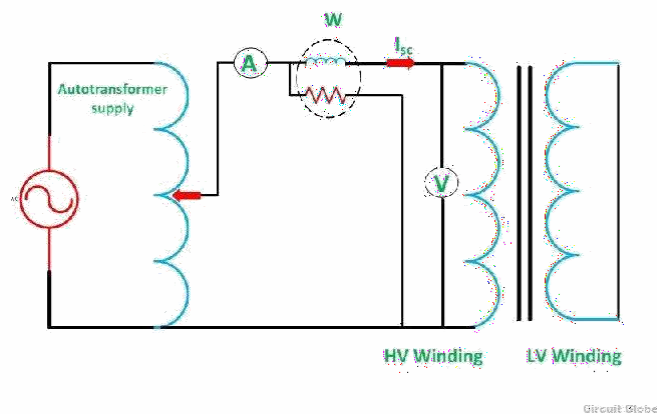 W
Isc
A
Autotransformer
supply
AC
V
HV Winding
LV Winding
Circuit Globe